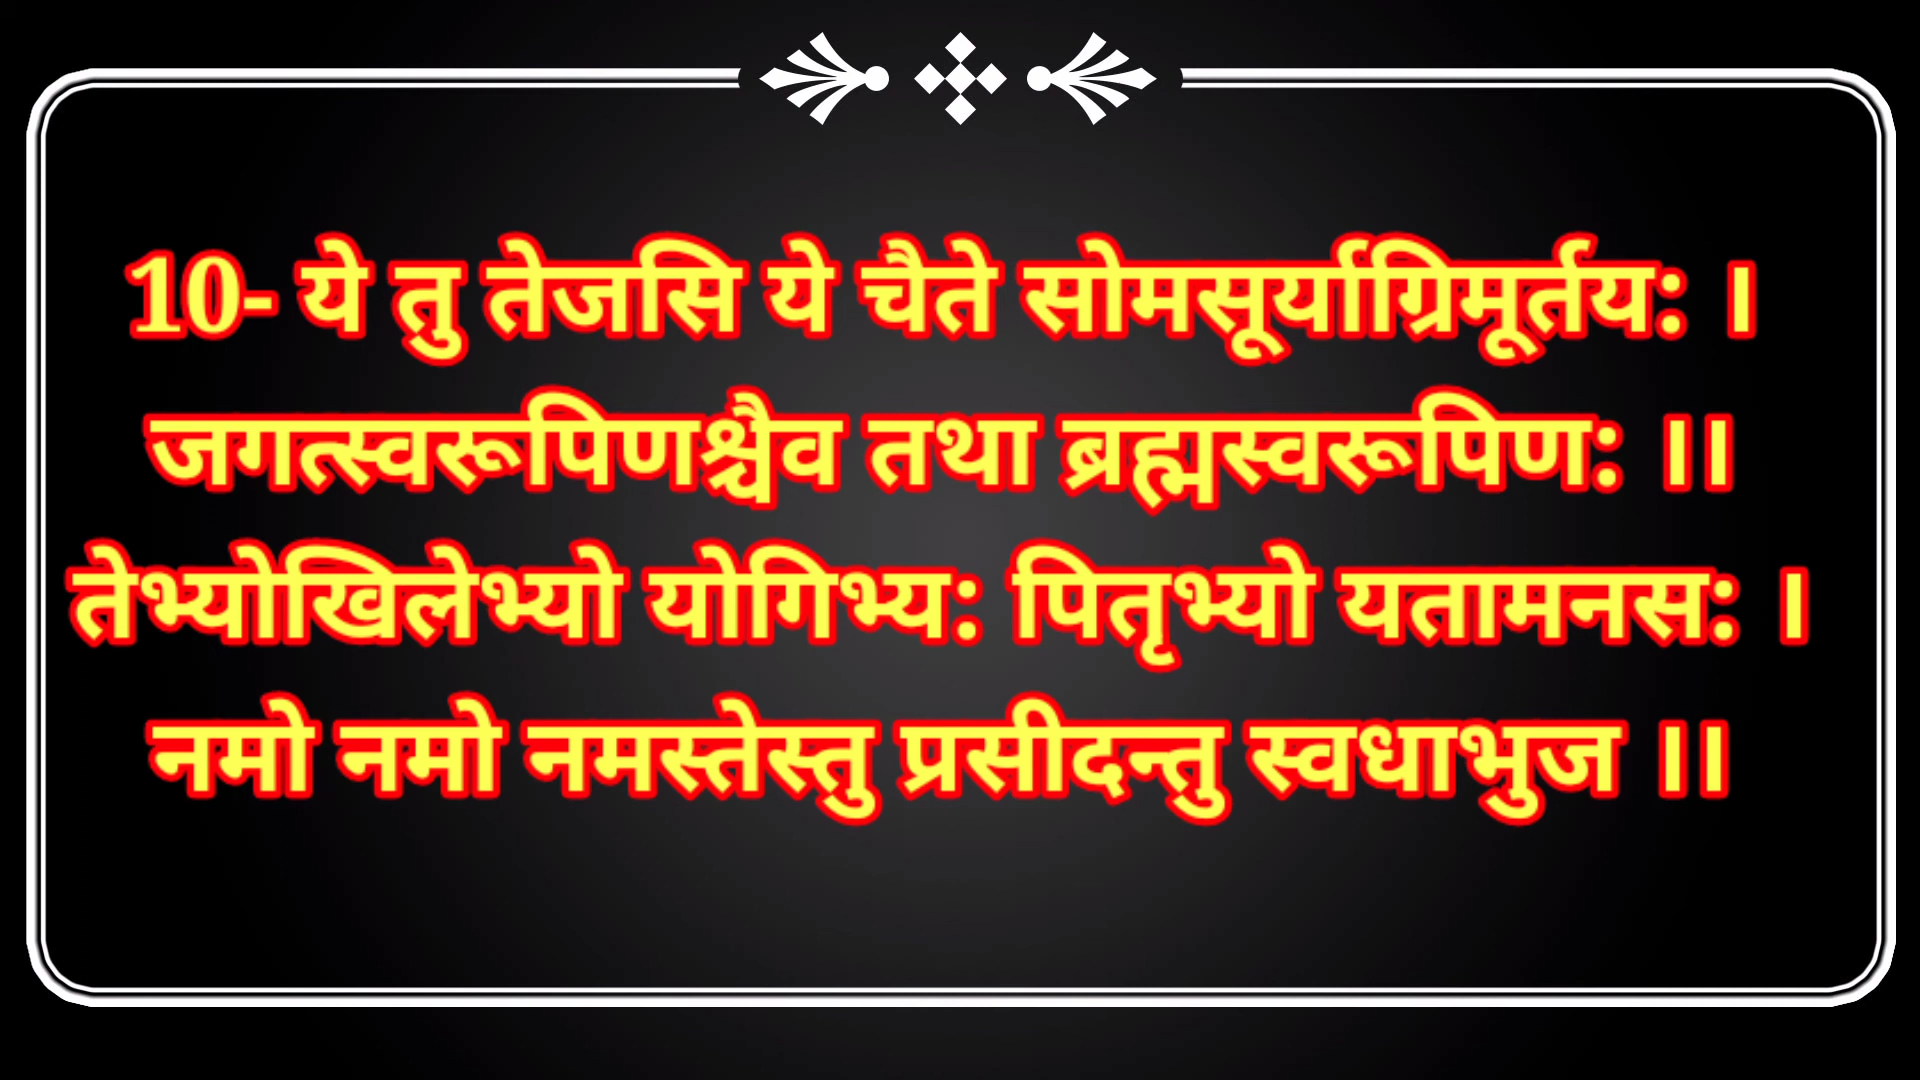 10- ये तु तेजसि ये चैते सोमसूर्याग्रिमूर्तय: ।
जगत्स्वरूपिणश्चैव तथा ब्रह्मस्वरूपिण: ।।
तेभ्योखिलेभ्यो योगिभ्य: पितृभ्यो यतामनस: ।
नमो नमो नमस्तेस्तु प्रसीदन्तु स्वधाभुज ।।